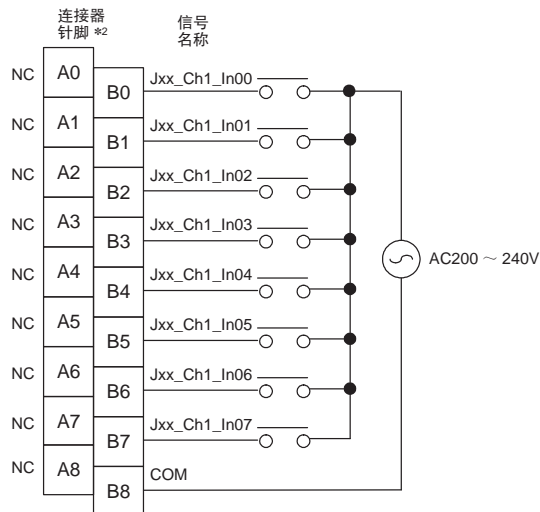 连接器
针脚 *2
信号
名称
NC A0
B0 Jxx_Ch1_In00
NC A1
B1 Jxx_Ch1_In01
NC A2
B2 Jxx_Ch1_In02
NC A3
B3 Jxx_Ch1_In03
NC A4
B4 Jxx_Ch1_In04
NC A5
B5 Jxx_Ch1_In05
NC A6
B6 Jxx_Ch1_In06
NC A7
B7 Jxx_Ch1_In07
NC A8
B8 COM
AC200 ～ 240V